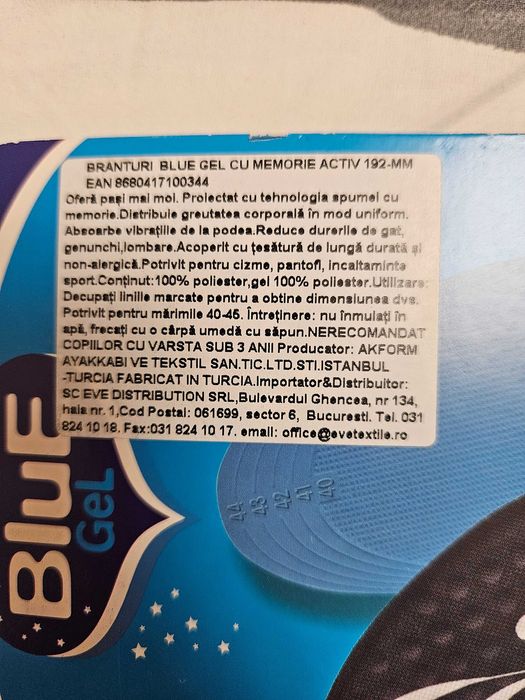 BRANTURI BLUE GEL CU MEMORIE ACTIV 192-MM
EAN 8680417100344
Oferă pași mai moi. Proiectat cu tehnologia spumei cu
memorie.Distribuie greutatea corporală în mod uniform.
Absoarbe vibrațiile de la podea.Reduce durerile de gat,
genunchi,lombare.Acoperit cu țesătură de lungă durată și
non-alergică.Potrivit pentru cizme, pantofi, incaltaminte
sport.Conținut:100% poliester,gel 100% poliester.Utilizare:
Decupați liniile marcate pentru a obtine dimensiunea dvs.
Potrivit pentru mărimile 40-45. Întreținere: nu înmulați în
apă, frecați cu o cârpă umedă cu săpun.NERECOMANDAT
COPIILOR CU VARSTA SUB 3 ANII Producator: AKFORM
AYAKKABI VE TEKSTIL SAN.TIC.LTD.STI.ISTANBUL
-TURCIA FABRICAT IN TURCIA.Importator&Distribuitor:
SC EVE DISTRIBUTION SRL,Bulevardul Ghencea, nr 134,
hala nr. 1,Cod Postal: 061699, sector 6, Bucuresti. Tel. 031
824 10 18. Fax:031 824 10 17. email: office@evetextile.ro
44 43 42 41 40
BluE
GeL